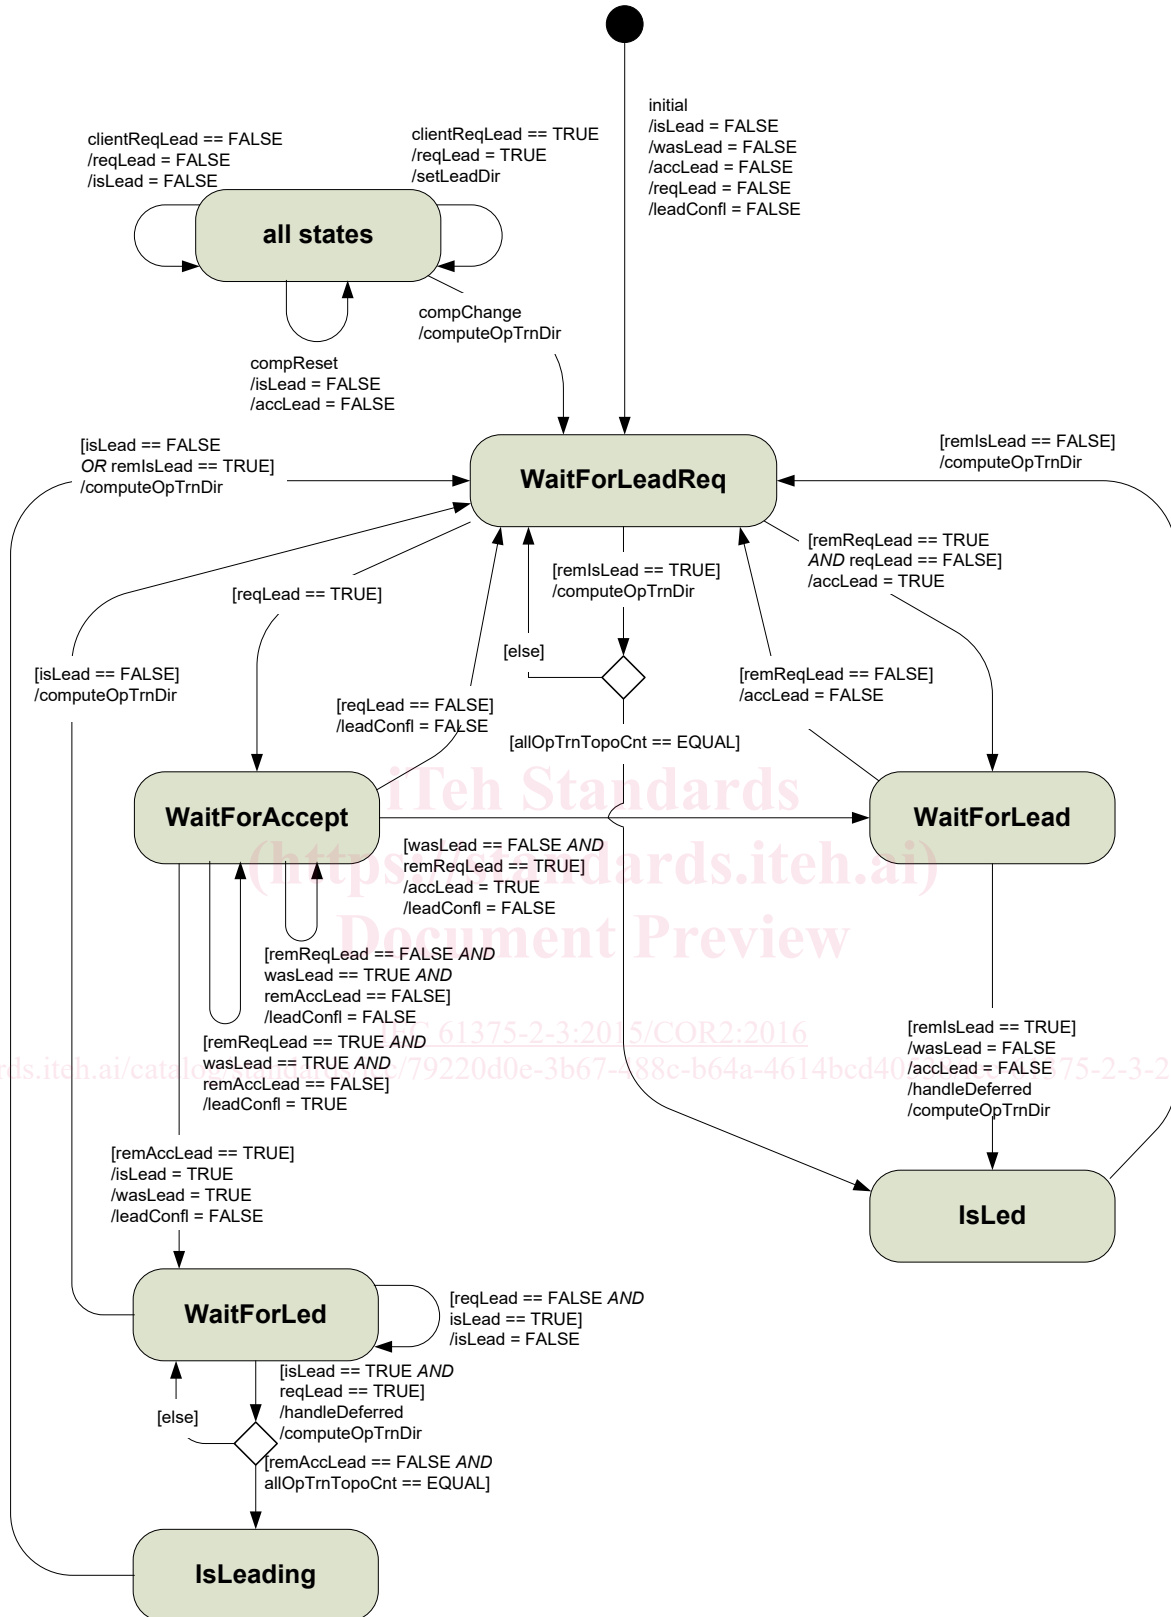 initial
/isLead = FALSE
/wasLead = FALSE
/accLead = FALSE
/reqLead = FALSE
/leadConfl = FALSE
clientReqLead == FALSE
/reqLead = FALSE
/isLead = FALSE
clientReqLead == TRUE
/reqLead = TRUE
/setLeadDir
all states
compChange
/computeOpTrnDir
compReset
/isLead = FALSE
/accLead = FALSE
[isLead == FALSE
OR remIsLead == TRUE]
/computeOpTrnDir
WaitForLeadReq
[remIsLead == FALSE]
/computeOpTrnDir
[reqLead == TRUE]
[remIsLead == TRUE]
/computeOpTrnDir
[remReqLead == TRUE
AND reqLead == FALSE]
/accLead = TRUE
[else]
[isLead == FALSE]
/computeOpTrnDir
[reqLead == FALSE]
/leadConfl = FALSE
[remReqLead == FALSE]
/accLead = FALSE
[allOpTrnTopoCnt == EQUAL]
iTeh Standards
WaitForAccept
WaitForLead
[wasLead == FALSE AND
remReqLead == TRUE]
/accLead = TRUE
/leadConfl = FALSE
(https://standards.iteh.ai)
Document Preview
[remReqLead == FALSE AND
wasLead == TRUE AND
remAccLead == FALSE]
/leadConfl = FALSE
IEC 61375-2-3:2015/COR2:2016
[remReqLead == TRUE AND
wasLead == TRUE AND
remAccLead == FALSE]
/leadConfl = TRUE
[remIsLead == TRUE]
/wasLead = FALSE
/accLead = FALSE
/handleDeferred
/computeOpTrnDir
[remAccLead == TRUE]
/isLead = TRUE
/wasLead = TRUE
/leadConfl = FALSE
IsLed
WaitForLed
[reqLead == FALSE AND
isLead == TRUE]
/isLead = FALSE
[isLead == TRUE AND
reqLead == TRUE]
/handleDeferred
/computeOpTrnDir
[else]
[remAccLead == FALSE AND
allOpTrnTopoCnt == EQUAL]
IsLeading